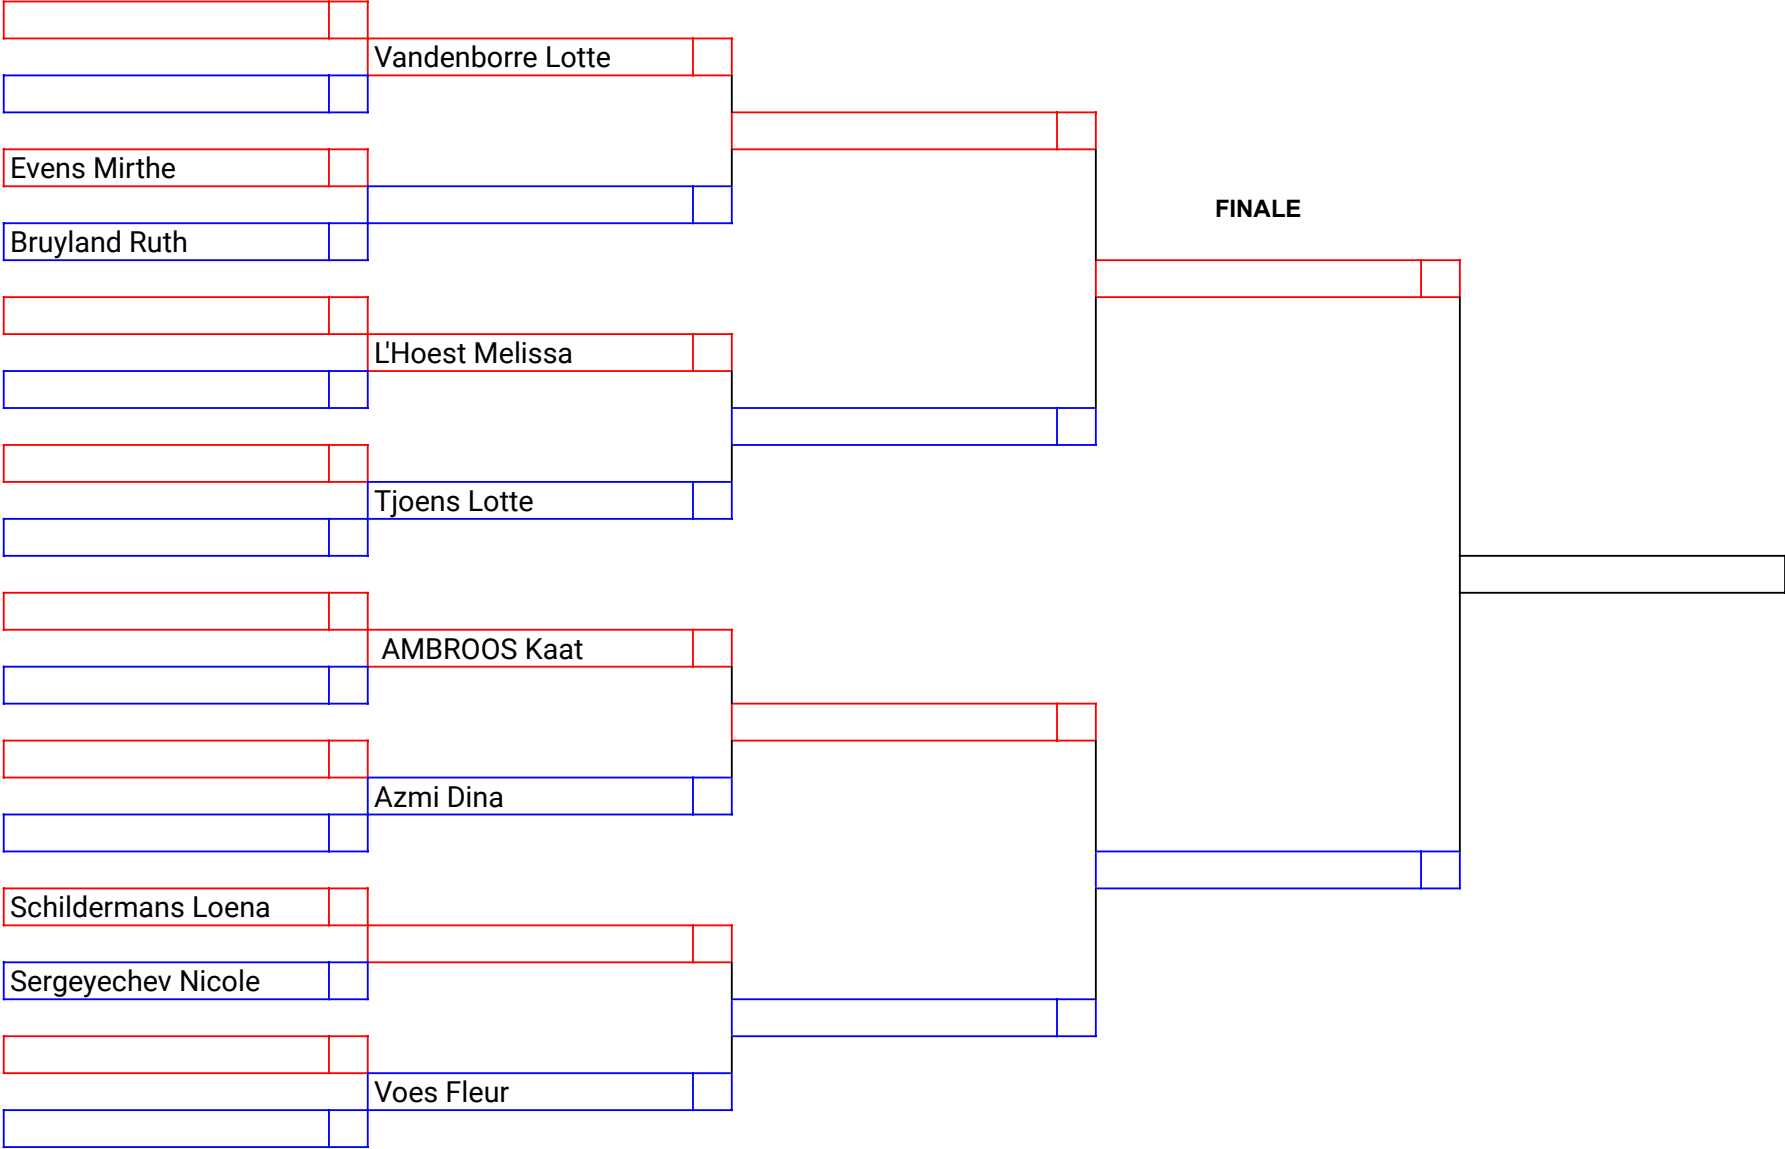 Vandenborre Lotte
Evens Mirthe
FINALE
Bruyland Ruth
L'Hoest Melissa
Tjoens Lotte
AMBROOS Kaat
Azmi Dina
Schildermans Loena
Sergeyechev Nicole
Voes Fleur